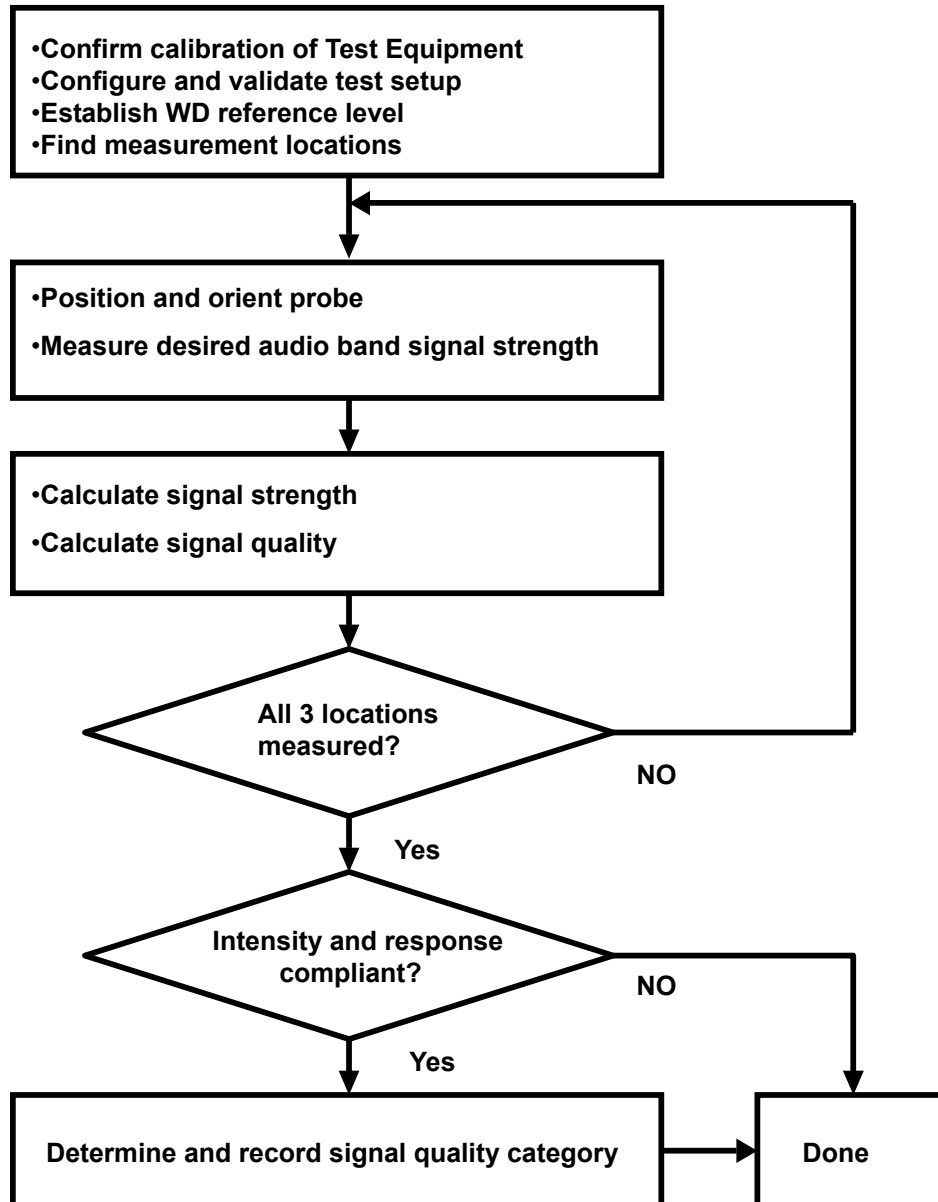 •Confirm calibration of Test Equipment
•Configure and validate test setup
•Establish WD reference level
•Find measurement locations
•Position and orient probe
•Measure desired audio band signal strength
•Calculate signal strength
•Calculate signal quality
All 3 locations
measured?
NO
Yes
Intensity and response
compliant?
NO
Yes
Determine and record signal quality category
Done